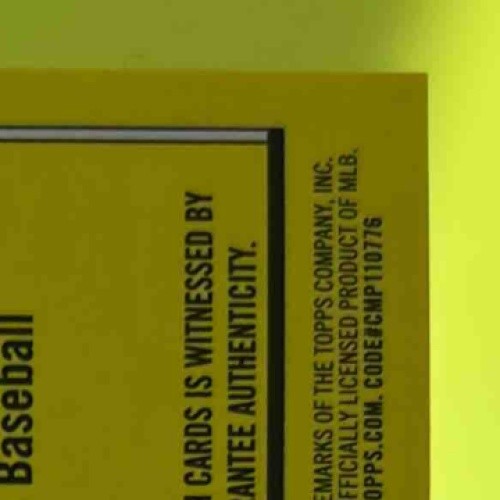 Baseball
CARDS IS WITNESSED BY
ANTEE AUTHENTICITY.
EMARKS OF THE TOPPS COMPANY, INC.
FFICIALLY LICENSED PRODUCT OF MLB.
OPPS.COM. CODE#CMP110776